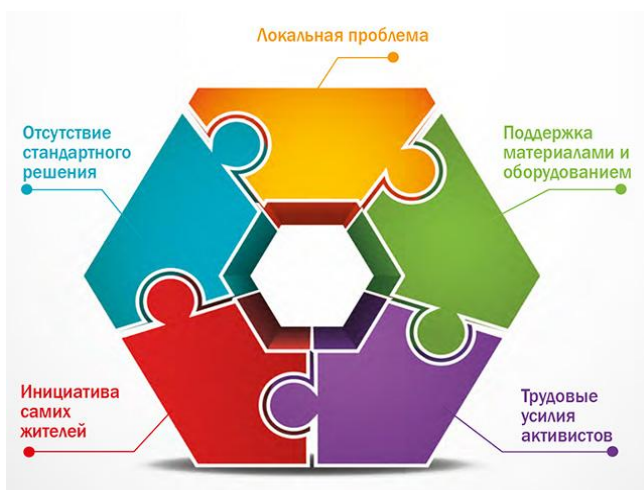 Локальная проблема
Отсутствие
стандартного
решения
Поддержка
материалами и
оборудованием
Инициатива
самих
жителей
Трудовые
усилия
активистов